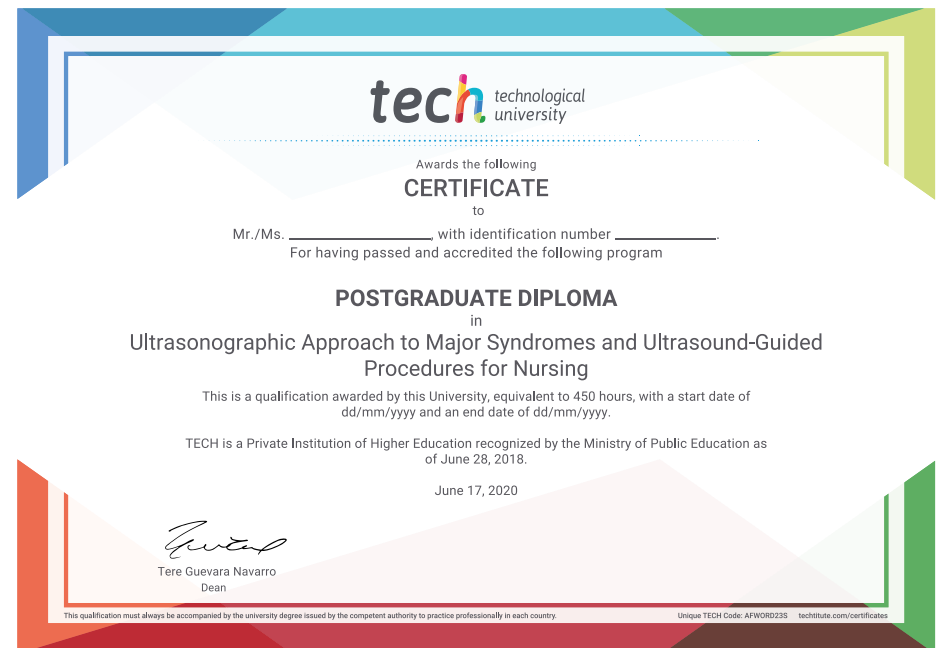 tech technological
university
Awards the following
CERTIFICATE
to
Mr./Ms. ____________________, with identification number ______________.
For having passed and accredited the following program
POSTGRADUATE DIPLOMA
in
Ultrasonographic Approach to Major Syndromes and Ultrasound-Guided
Procedures for Nursing
This is a qualification awarded by this University, equivalent to 450 hours, with a start date of
dd/mm/yyyy and an end date of dd/mm/yyyy.
TECH is a Private Institution of Higher Education recognized by the Ministry of Public Education as
of June 28, 2018.
June 17, 2020
Tere Guevara Navarro
Dean
This qualification must always be accompanied by the university degree issued by the competent authority to practice professionally in each country.
Unique TECH Code: AFWORD23S techtitute.com/certificates